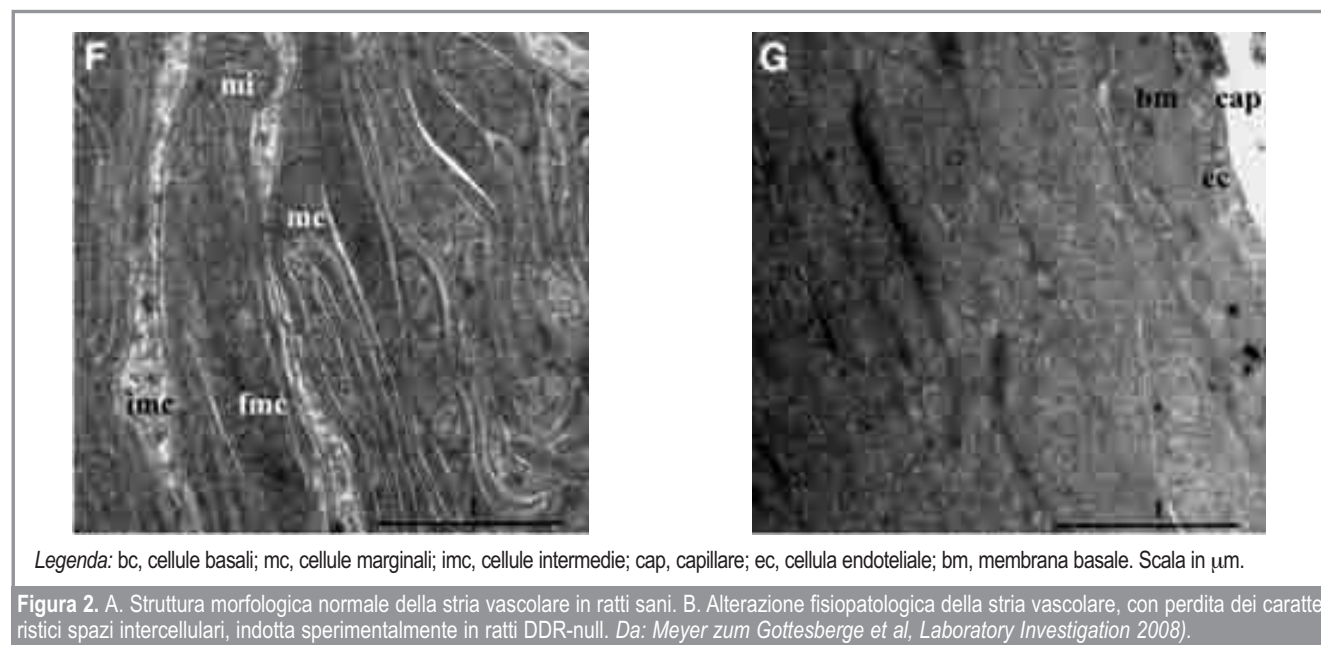 F
mi
mc
imc
fmc
1
G
bm
cap
ec
1
Legenda: bc, cellule basali; mc, cellule marginali; imc, cellule intermedie; cap, capillare; ec, cellula endoteliale; bm, membrana basale. Scala in μm.
Figura 2. A. Struttura morfologica normale della stria vascolare in ratti sani. B. Alterazione fisiopatologica della stria vascolare, con perdita dei caratte-
ristici spazi intercellulari, indotta sperimentalmente in ratti DDR-null. Da: Meyer zum Gottesberge et al, Laboratory Investigation 2008).